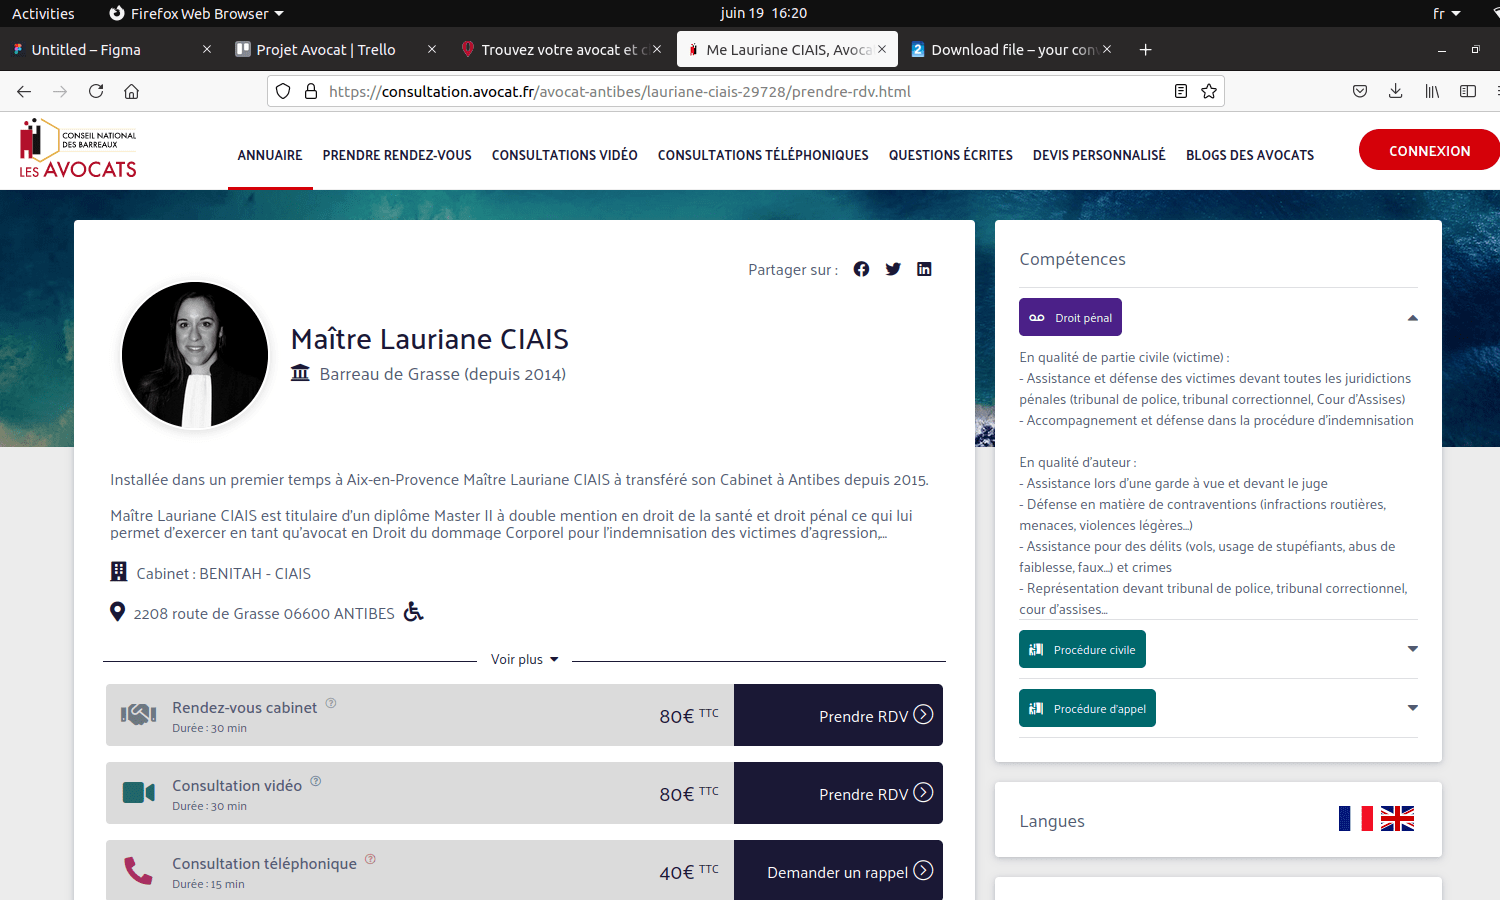 Activities
Firefox Web Browser
juin 19 16:20
fr
Untitled – Figma
Projet Avocat | Trello
Trouvez votre avocat et c
Me Lauriane CIAIS, Avoca
Download file – your con
https://consultation.avocat.fr/avocat-antibes/lauriane-ciais-29728/prendre-rdv.html
CONSEIL NATIONAL
DES BARREAUX
LES AVOCATS
ANNUAIRE
PRENDRE RENDEZ-VOUS
CONSULTATIONS VIDÉO
CONSULTATIONS TÉLÉPHONIQUES
QUESTIONS ÉCRITES
DEVIS PERSONNALISÉ
BLOGS DES AVOCATS
CONNEXION
Partager sur :
Maître Lauriane CIAIS
Barreau de Grasse (depuis 2014)
Installée dans un premier temps à Aix-en-Provence Maître Lauriane CIAIS à transféré son Cabinet à Antibes depuis 2015.
Maître Lauriane CIAIS est titulaire d'un diplôme Master II à double mention en droit de la santé et droit pénal ce qui lui
permet d'exercer en tant qu'avocat en Droit du dommage Corporel pour l'indemnisation des victimes d'agression,...
Cabinet : BENITAH - CIAIS
2208 route de Grasse 06600 ANTIBES
Voir plus
Rendez-vous cabinet
Durée : 30 min
80€ TTC
Prendre RDV
Consultation vidéo
Durée : 30 min
80€ TTC
Prendre RDV
Consultation téléphonique
Durée : 15 min
40€ TTC
Demander un rappel
Compétences
Droit pénal
En qualité de partie civile (victime) :
- Assistance et défense des victimes devant toutes les juridictions
pénales (tribunal de police, tribunal correctionnel, Cour d'Assises)
- Accompagnement et défense dans la procédure d'indemnisation
En qualité d'auteur :
- Assistance lors d'une garde à vue et devant le juge
- Défense en matière de contraventions (infractions routières,
menaces, violences légères...)
- Assistance pour des délits (vols, usage de stupéfiants, abus de
faiblesse, faux...) et crimes
- Représentation devant tribunal de police, tribunal correctionnel,
cour d'assises...
Procédure civile
Procédure d'appel
Langues